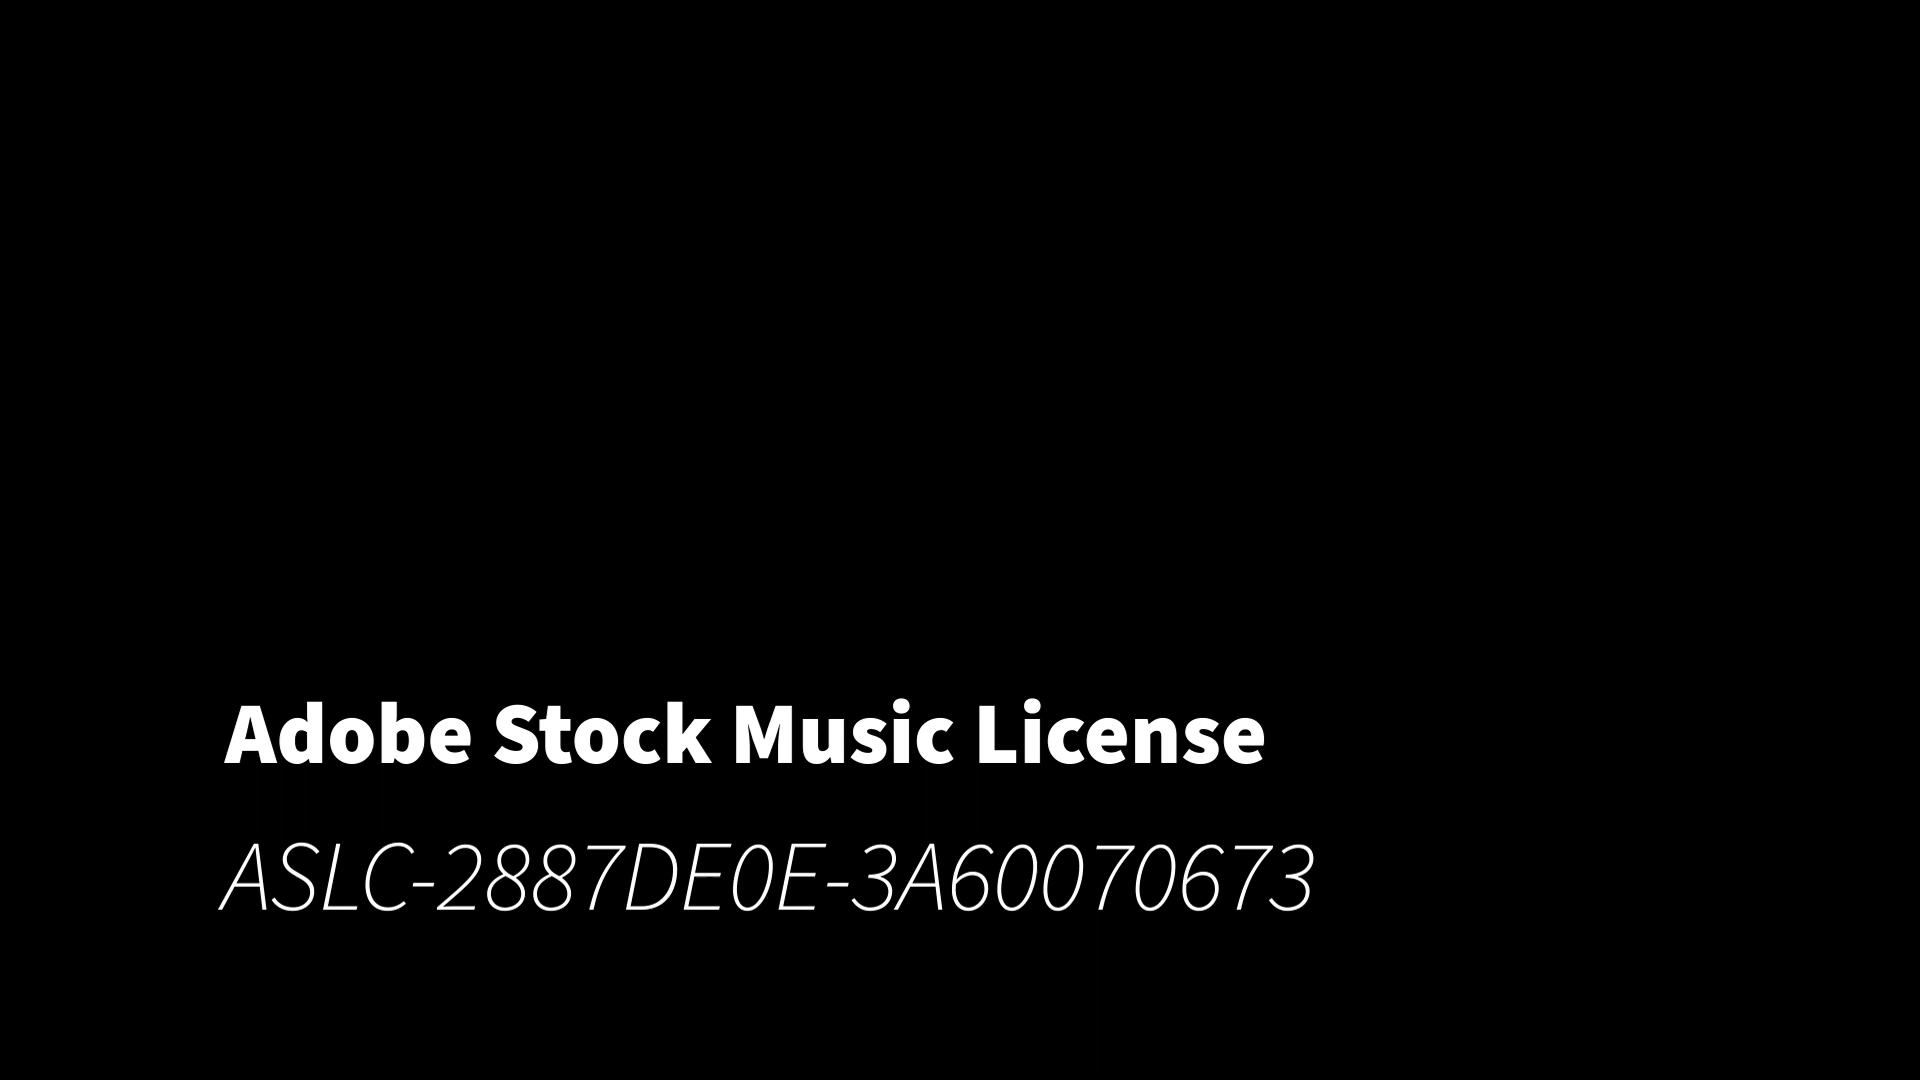 Adobe Stock Music License
ASLC-2887DE0E-3A60070673